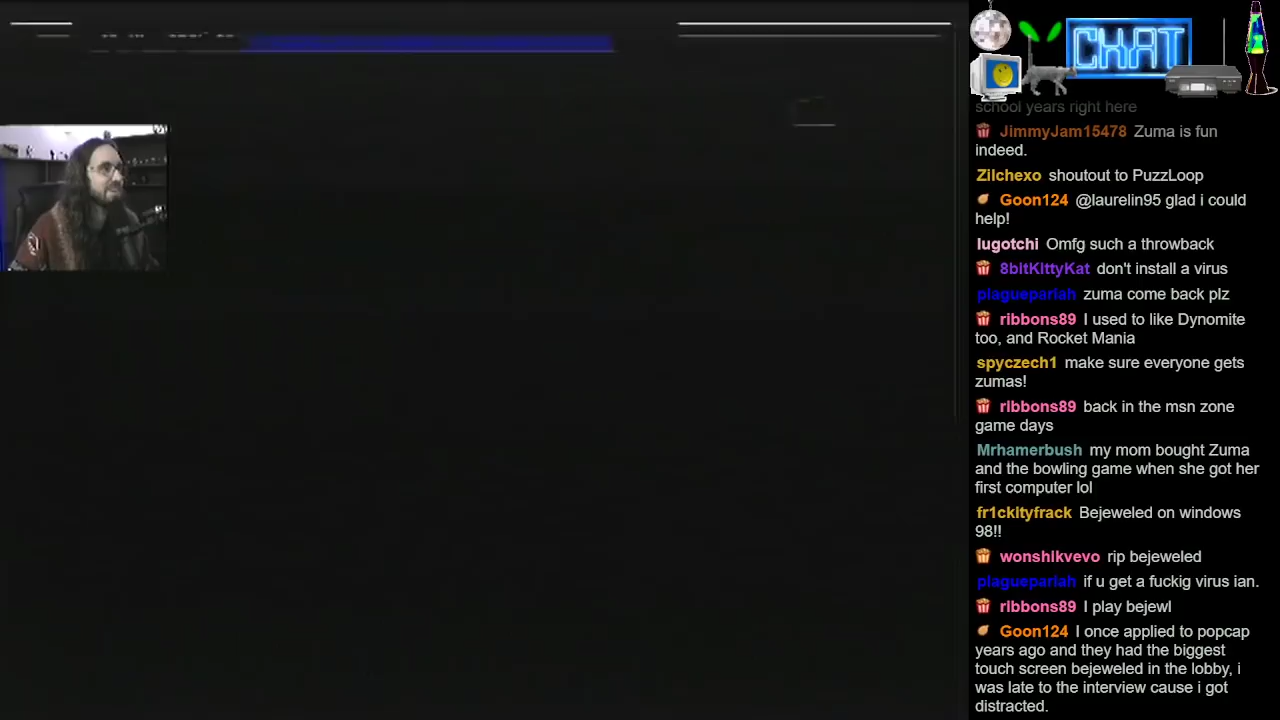 CHAT
school years right here
JimmyJam15478 Zuma is fun
indeed.
Zilchexo shoutout to PuzzLoop
Goon124 @laurelin95 glad i could
help!
lugotchi Omfg such a throwback
8bitKittyKat don't install a virus
plaguepariah zuma come back plz
ribbons89 I used to like Dynomite
too, and Rocket Mania
spyczech1 make sure everyone gets
zumas!
ribbons89 back in the msn zone
game days
Mrhamerbush my mom bought Zuma
and the bowling game when she got her
first computer lol
fr1ckityfrack Bejeweled on windows
98!!
wonshikvevo rip bejeweled
plaguepariah if u get a fuckig virus ian.
ribbons89 I play bejewl
Goon124 I once applied to popcap
years ago and they had the biggest
touch screen bejeweled in the lobby, i
was late to the interview cause i got
distracted.